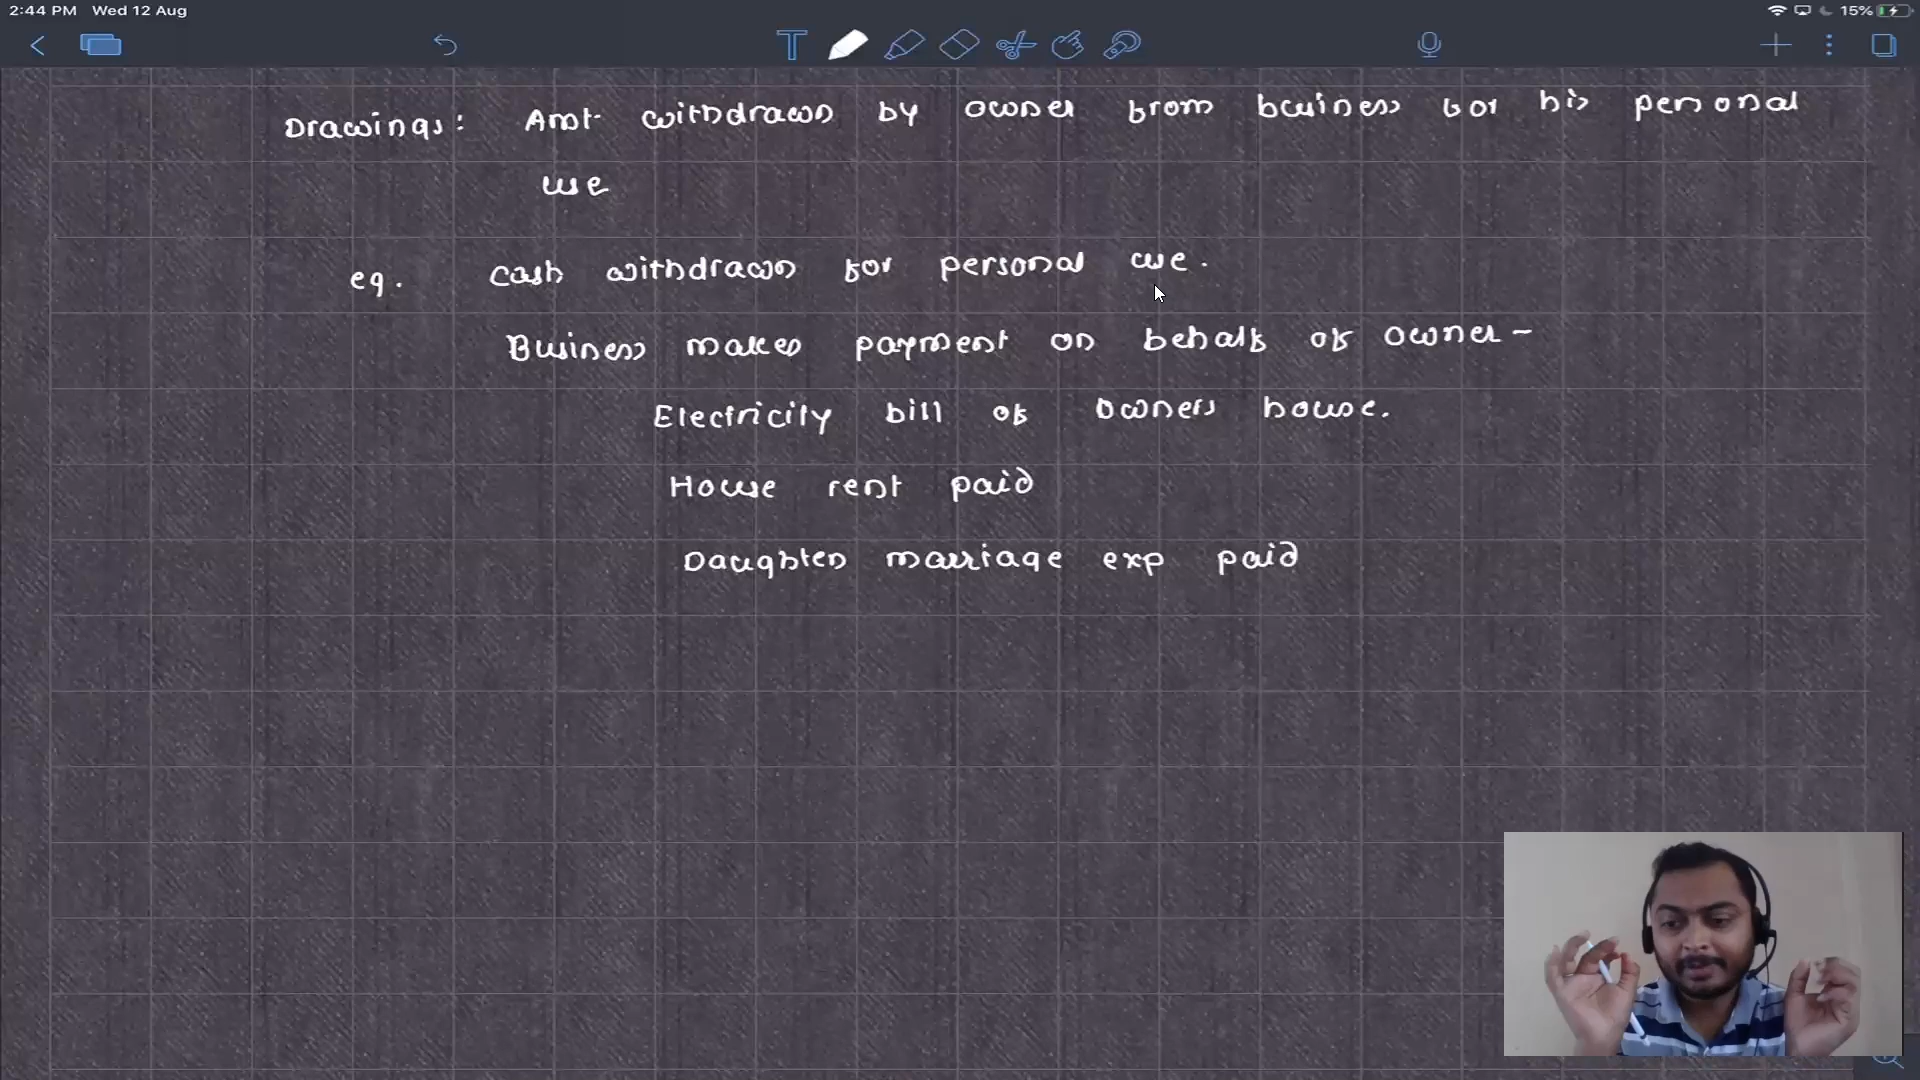 2:44 PM Wed 12 Aug
15%
T
Drawings: Amt. withdrawn by owner from business for his personal
use
eg. Cash withdrawn for personal use.
Business makes payment on behalf of owner-
Electricity bill of owners house.
House rent paid
Daughters marriage exp paid